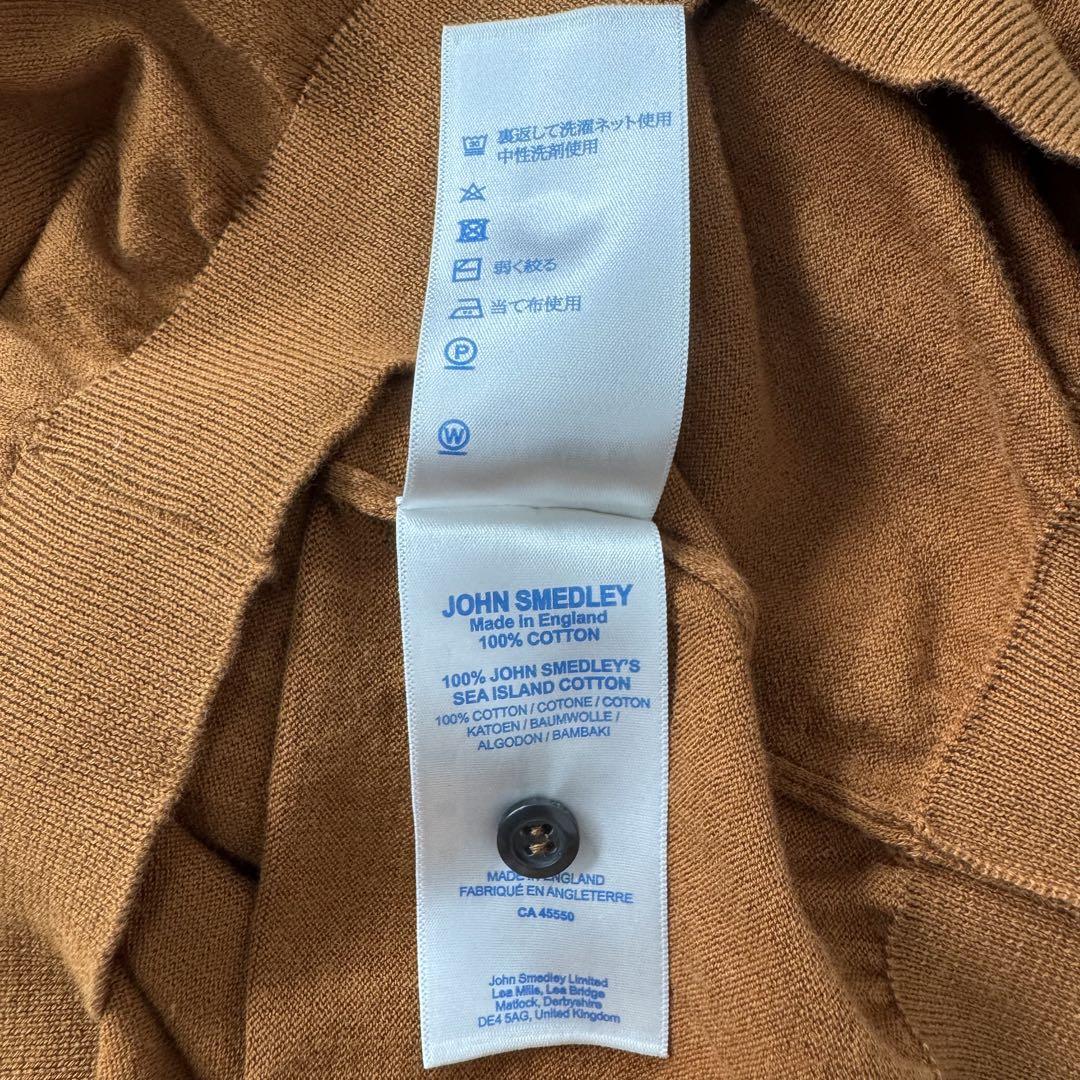 裏返して洗濯ネット使用
中性洗剤使用
弱く絞る
当て布使用
P
W
JOHN SMEDLEY
Made in England
100% COTTON
100% JOHN SMEDLEY'S
SEA ISLAND COTTON
100% COTTON / COTONE / COTON
KATOEN / BAUMWOLLE /
ALGODON / BAMBAKI
MADE IN ENGLAND
FABRIQUÉ EN ANGLETERRE
CA 45550
John Smedley Limited
Lea Mills, Lea Bridge
Matlock, Derbyshire
DE4 5AG, United Kingdom